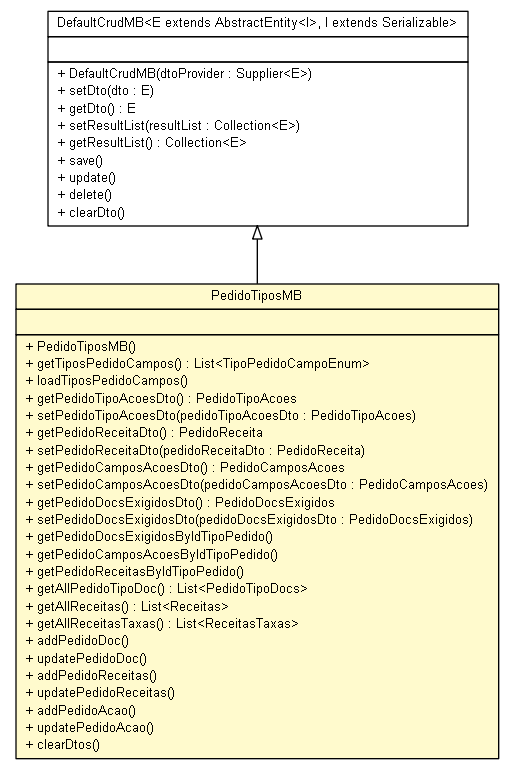 DefaultCrudMB<E extends AbstractEntity<I>, I extends Serializable>
+ DefaultCrudMB(dtoProvider : Supplier<E>)
+ setDto(dto : E)
+ getDto() : E
+ setResultList(resultList : Collection<E>)
+ getResultList() : Collection<E>
+ save()
+ update()
+ delete()
+ clearDto()
PedidoTiposMB
+ PedidoTiposMB()
+ getTiposPedidoCampos() : List<TipoPedidoCampoEnum>
+ loadTiposPedidoCampos()
+ getPedidoTipoAcoesDto() : PedidoTipoAcoes
+ setPedidoTipoAcoesDto(pedidoTipoAcoesDto : PedidoTipoAcoes)
+ getPedidoReceitaDto() : PedidoReceita
+ setPedidoReceitaDto(pedidoReceitaDto : PedidoReceita)
+ getPedidoCamposAcoesDto() : PedidoCamposAcoes
+ setPedidoCamposAcoesDto(pedidoCamposAcoesDto : PedidoCamposAcoes)
+ getPedidoDocsExigidosDto() : PedidoDocsExigidos
+ setPedidoDocsExigidosDto(pedidoDocsExigidosDto : PedidoDocsExigidos)
+ getPedidoDocsExigidosByIdTipoPedido()
+ getPedidoCamposAcoesByIdTipoPedido()
+ getPedidoReceitasByIdTipoPedido()
+ getAllPedidoTipoDoc() : List<PedidoTipoDocs>
+ getAllReceitas() : List<Receitas>
+ getAllReceitasTaxas() : List<ReceitasTaxas>
+ addPedidoDoc()
+ updatePedidoDoc()
+ addPedidoReceitas()
+ updatePedidoReceitas()
+ addPedidoAcao()
+ updatePedidoAcao()
+ clearDtos()